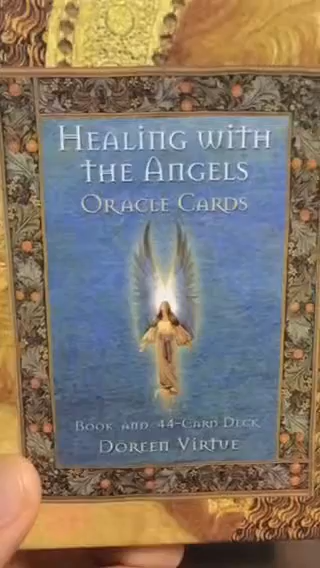 HEALING WITH
THE ANGELS
ORACLE CARDS
BOOK AND 44-CARD DECK
DOREEN VIRTUE